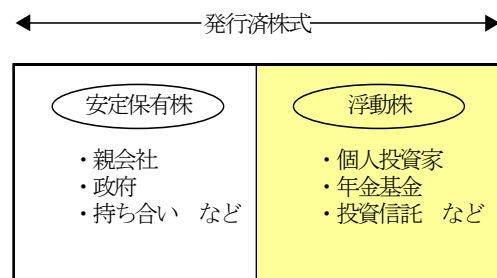 発行済株式
安定保有株
・親会社
・政府
・持ち合い　など
浮動株
・個人投資家
・年金基金
・投資信託　など